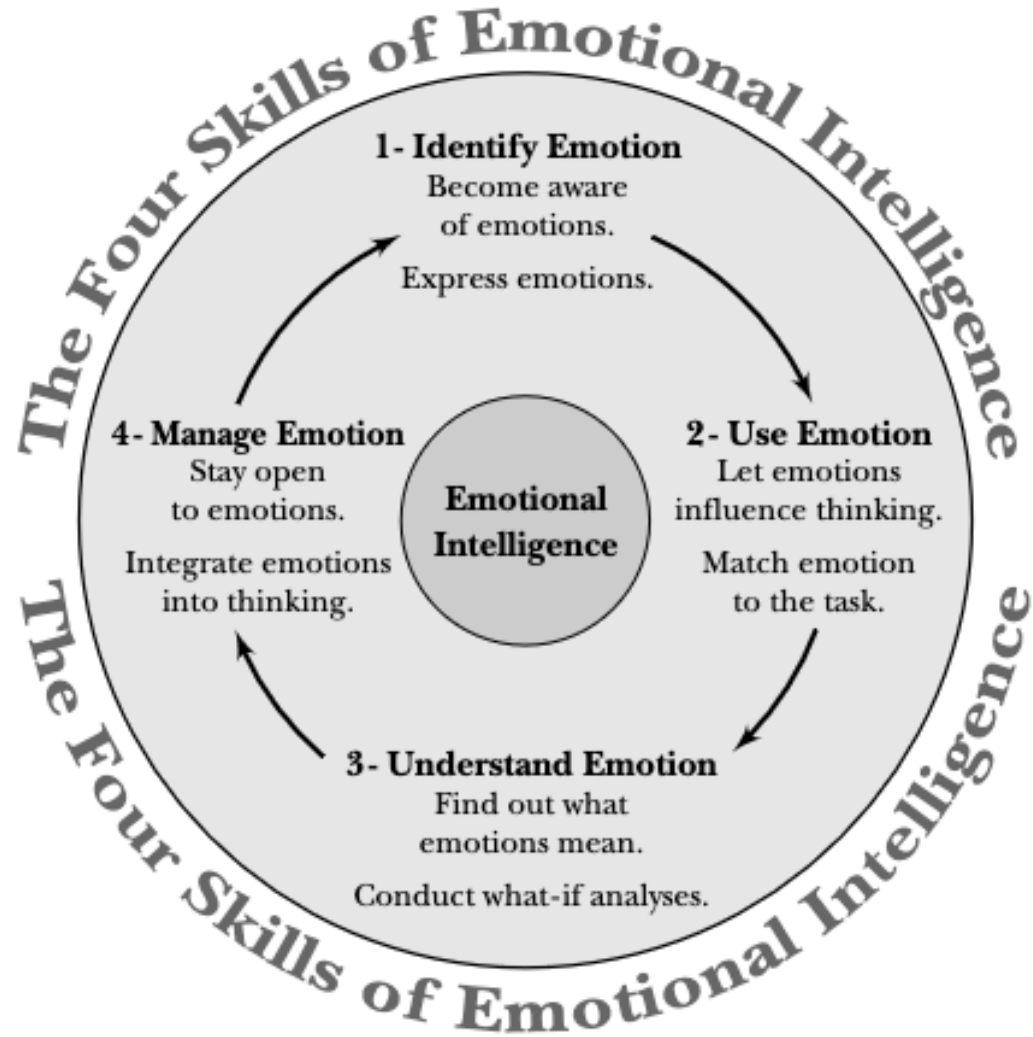 The Four Skills of Emotional Intelligence
1- Identify Emotion
Become aware
of emotions.
Express emotions.
2- Use Emotion
Let emotions
influence thinking.
Match emotion
to the task.
3- Understand Emotion
Find out what
emotions mean.
Conduct what-if analyses.
4- Manage Emotion
Stay open
to emotions.
Integrate emotions
into thinking.
Emotional
Intelligence
The Four Skills of Emotional Intelligence